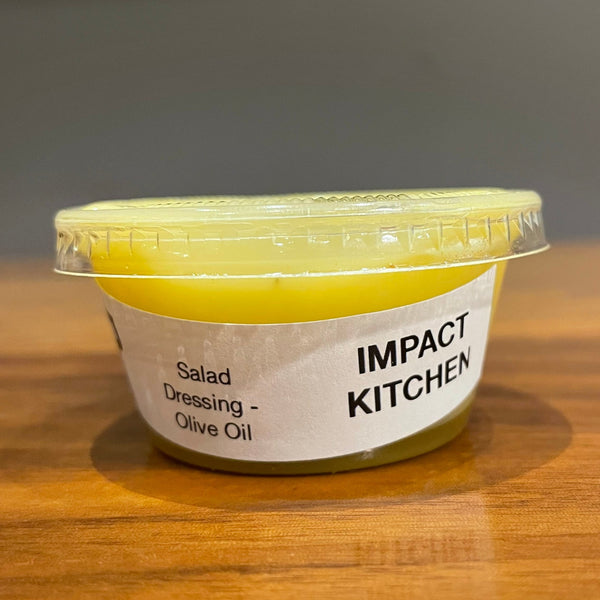 Salad
Dressing -
Olive Oil
IMPACT
KITCHEN